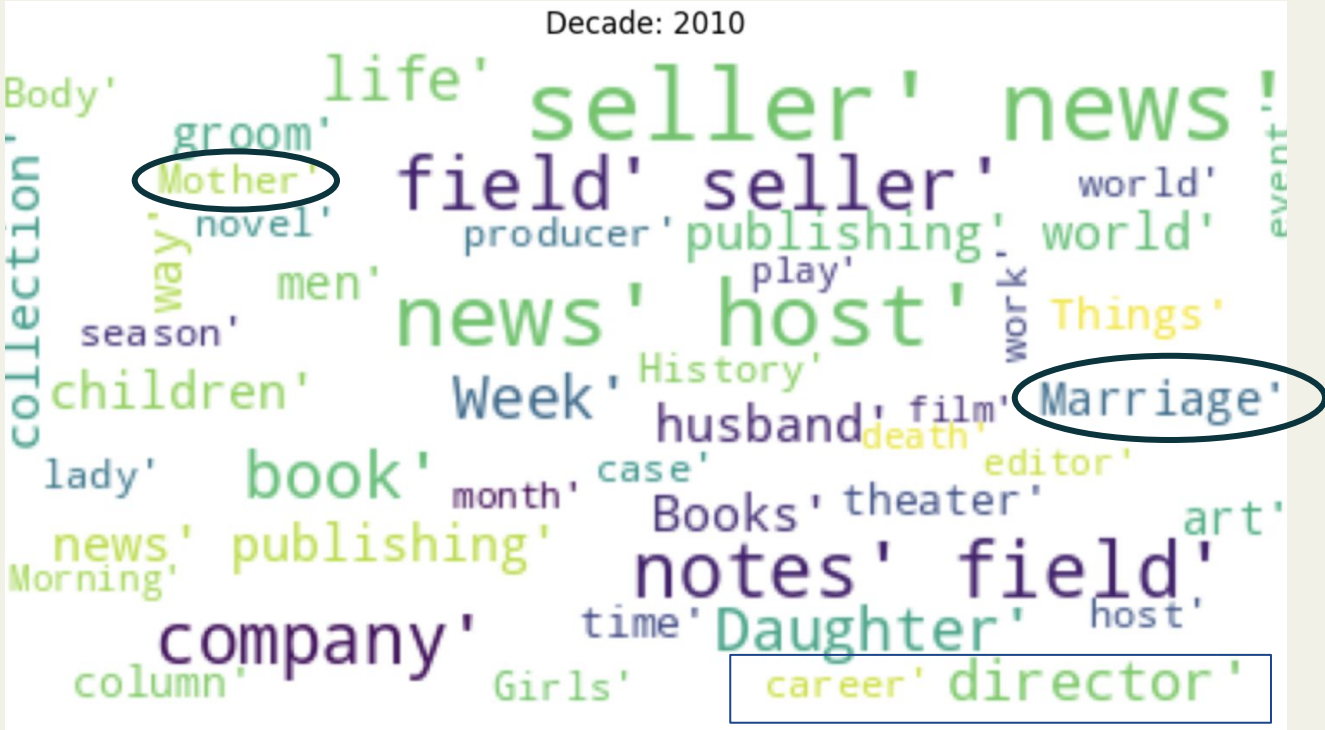 Decade: 2010
life'
seller' news'
Body'
groom'
event'
collection'
Mother'
field' seller'
world'
novel'
producer'
publishing'
world'
way'
men'
play'
work'
news' host'
Things'
season'
History'
children'
Week'
husband'
film'
Marriage'
death'
lady'
book'
case'
editor'
month'
Books'
theater'
art'
news' publishing'
notes' field'
Morning'
company'
time'
Daughter'
host'
column'
Girls'
career' director'